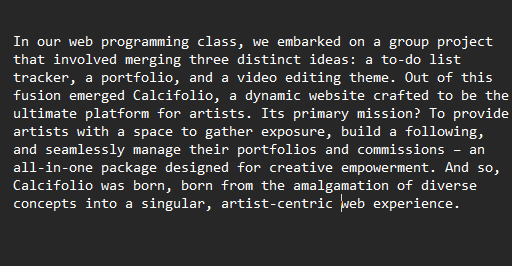 In our web programming class, we embarked on a group project
that involved merging three distinct ideas: a to-do list
tracker, a portfolio, and a video editing theme. Out of this
fusion emerged Calcifolio, a dynamic website crafted to be the
ultimate platform for artists. Its primary mission? To provide
artists with a space to gather exposure, build a following,
and seamlessly manage their portfolios and commissions – an
all-in-one package designed for creative empowerment. And so,
Calcifolio was born, born from the amalgamation of diverse
concepts into a singular, artist-centric web experience.